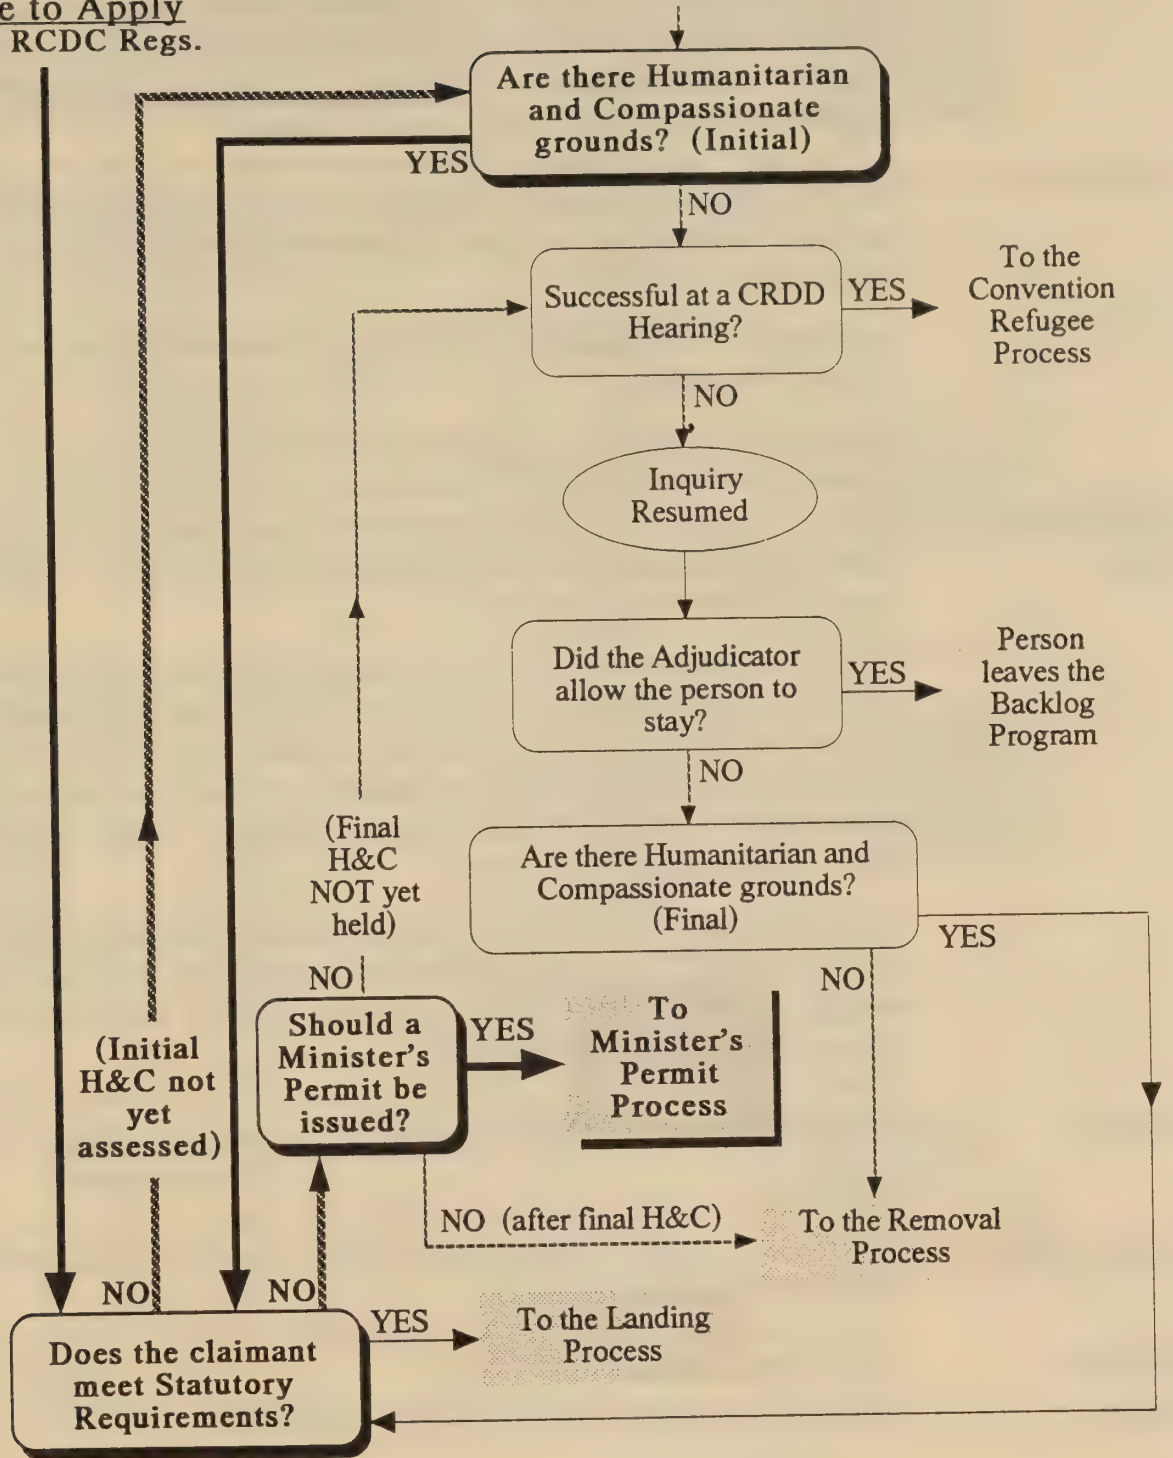 to Apply
RCDC Regs.
Are there Humanitarian
and Compassionate
grounds? (Initial)
YES
NO
Successful at a CRDD
Hearing?
YES
To the
Convention
Refugee
Process
NO
Inquiry
Resumed
Did the Adjudicator
allow the person to
stay?
YES
Person
leaves the
Backlog
Program
NO
(Final
H&C
NOT yet
held)
Are there Humanitarian and
Compassionate grounds?
(Final)
YES
NO
NO
Should a
Minister's
Permit be
issued?
YES
To
Minister's
Permit
Process
(Initial
H&C not
yet
assessed)
NO (after final H&C)
To the Removal
Process
NO
NO
Does the claimant
meet Statutory
Requirements?
YES
To the Landing
Process